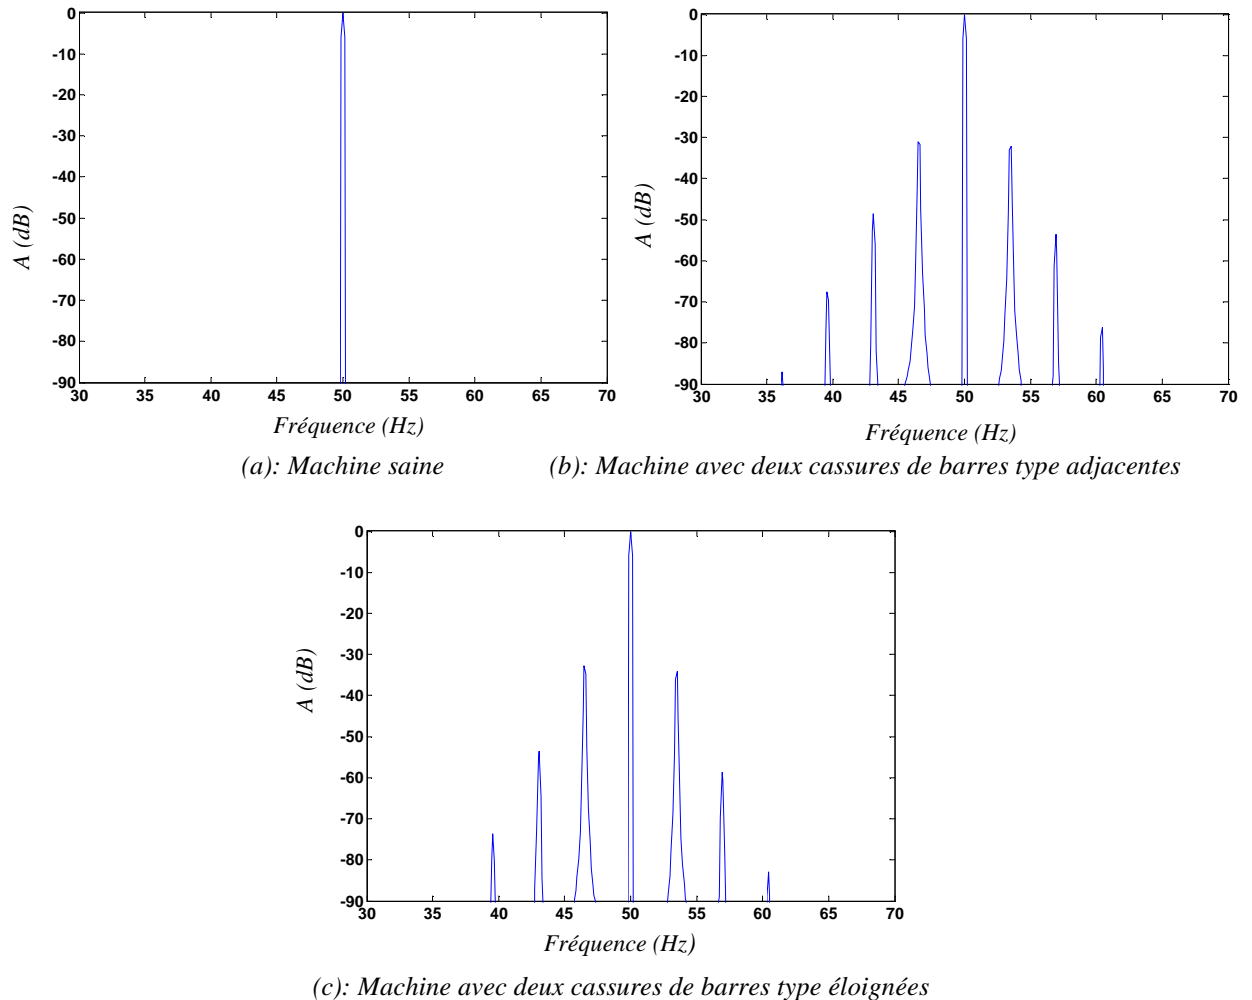 0
-10
-20
-30
-40
-50
-60
-70
-80
-90
A (dB)
30 35 40 45 50 55 60 65 70
Fréquence (Hz)
(a): Machine saine
0
-10
-20
-30
-40
-50
-60
-70
-80
-90
A (dB)
30 35 40 45 50 55 60 65 70
Fréquence (Hz)
(b): Machine avec deux cassures de barres type adjacentes
0
-10
-20
-30
-40
-50
-60
-70
-80
-90
A (dB)
30 35 40 45 50 55 60 65 70
Fréquence (Hz)
(c): Machine avec deux cassures de barres type éloignées